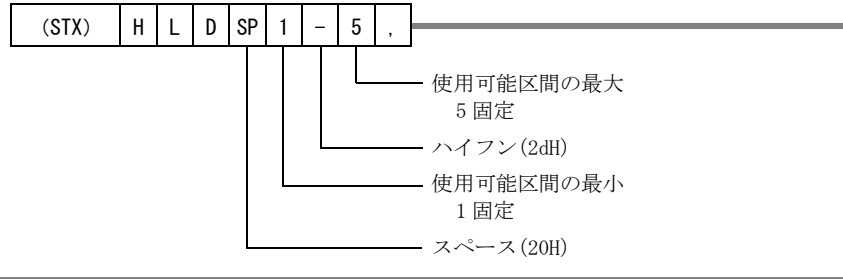 (STX) H L D SP 1 - 5 ,
使用可能区間の最大
5 固定
ハイフン(2dH)
使用可能区間の最小
1 固定
スペース(20H)